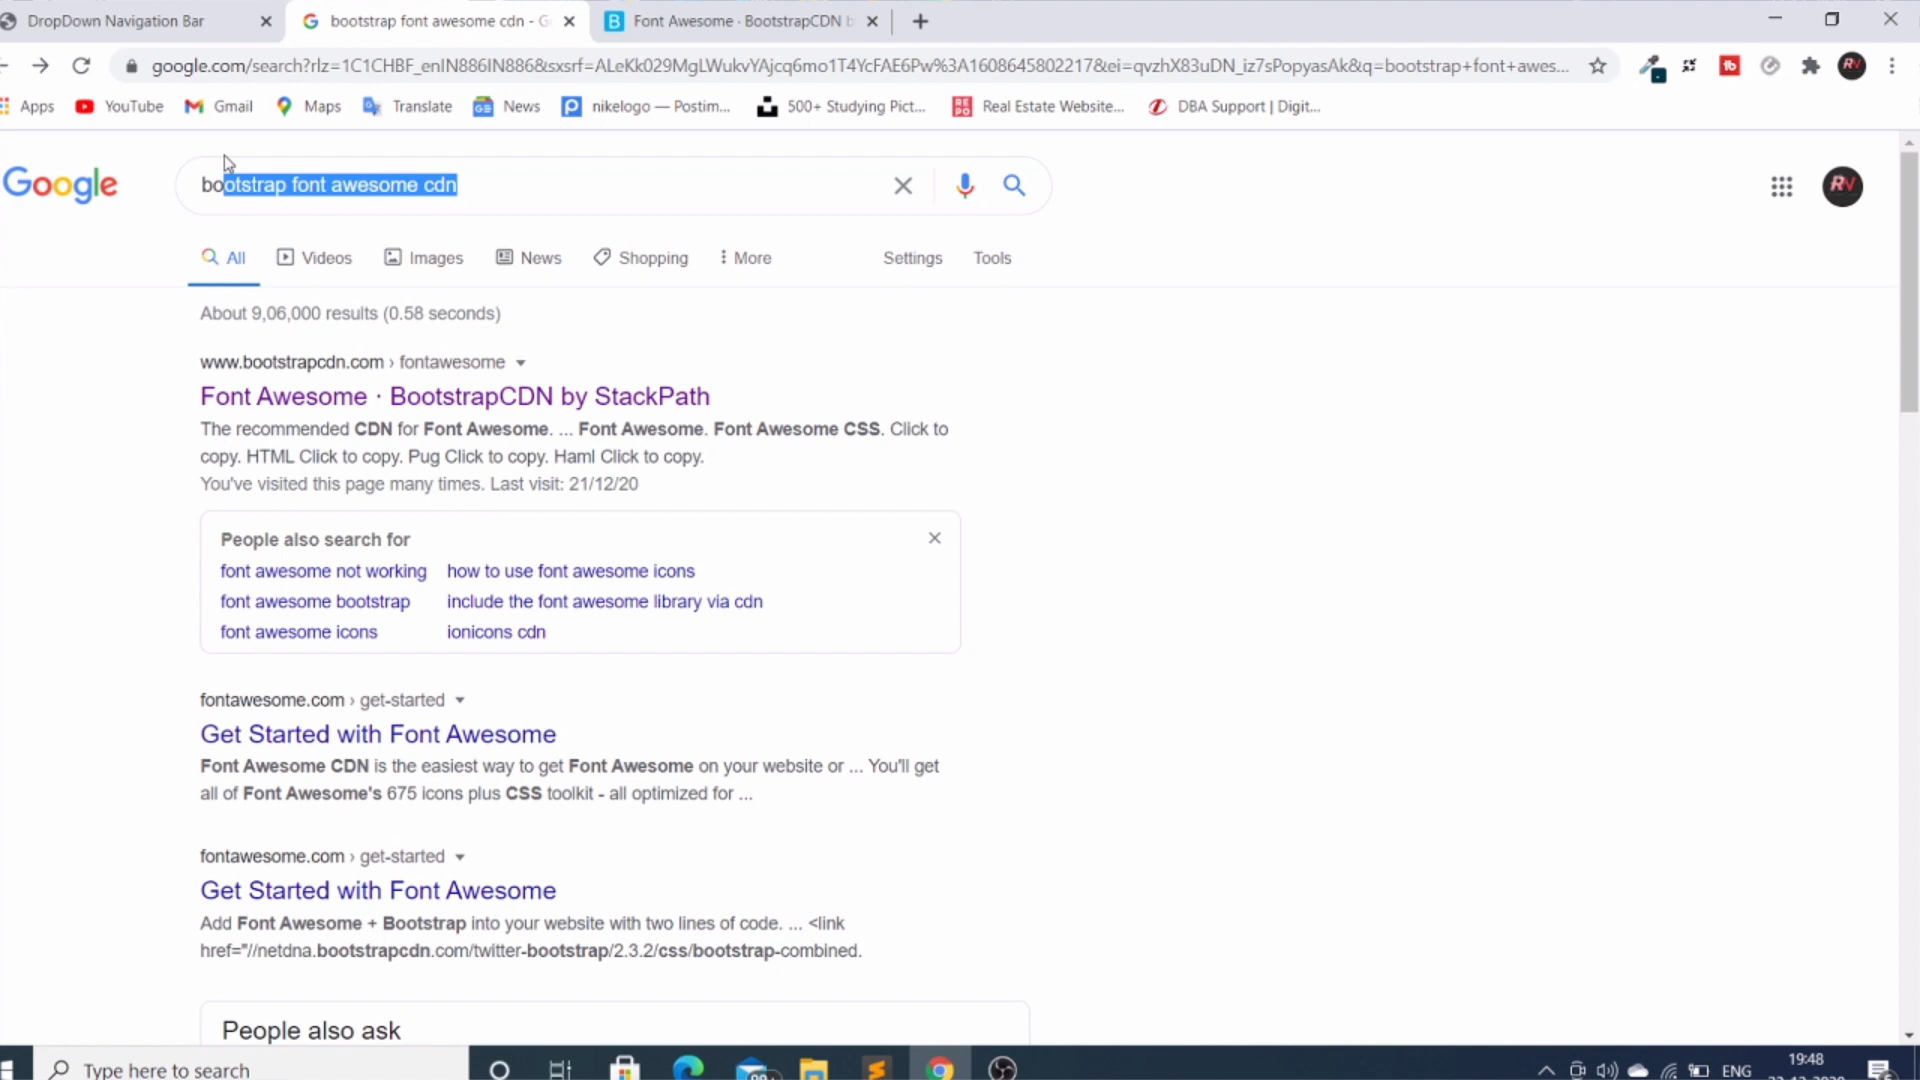 DropDown Navigation Bar
bootstrap font awesome cdn - G
Font Awesome · BootstrapCDN b
google.com/search?rlz=1C1CHBF_enIN886IN886&sxsrf=ALeKk029MgLWukvYAjcq6mo1T4YcFAE6Pw%3A1608645802217&ei=qvzhX83uDN_iz7sPopyasAk&q=bootstrap+font+awes...
Apps
YouTube
Gmail
Maps
Translate
News
nikelogo — Postim...
500+ Studying Pict...
Real Estate Website...
DBA Support | Digit...
Google
bootstrap font awesome cdn
RV
All
Videos
Images
News
Shopping
More
Settings
Tools
About 9,06,000 results (0.58 seconds)
www.bootstrapcdn.com › fontawesome
Font Awesome · BootstrapCDN by StackPath
The recommended CDN for Font Awesome. ... Font Awesome. Font Awesome CSS. Click to
copy. HTML Click to copy. Pug Click to copy. Haml Click to copy.
You've visited this page many times. Last visit: 21/12/20
People also search for
font awesome not working
how to use font awesome icons
font awesome bootstrap
include the font awesome library via cdn
font awesome icons
ionicons cdn
fontawesome.com › get-started
Get Started with Font Awesome
Font Awesome CDN is the easiest way to get Font Awesome on your website or ... You'll get
all of Font Awesome's 675 icons plus CSS toolkit - all optimized for ...
fontawesome.com › get-started
Get Started with Font Awesome
Add Font Awesome + Bootstrap into your website with two lines of code. ... <link
href="//netdna.bootstrapcdn.com/twitter-bootstrap/2.3.2/css/bootstrap-combined.
People also ask
Type here to search
ENG
19:48